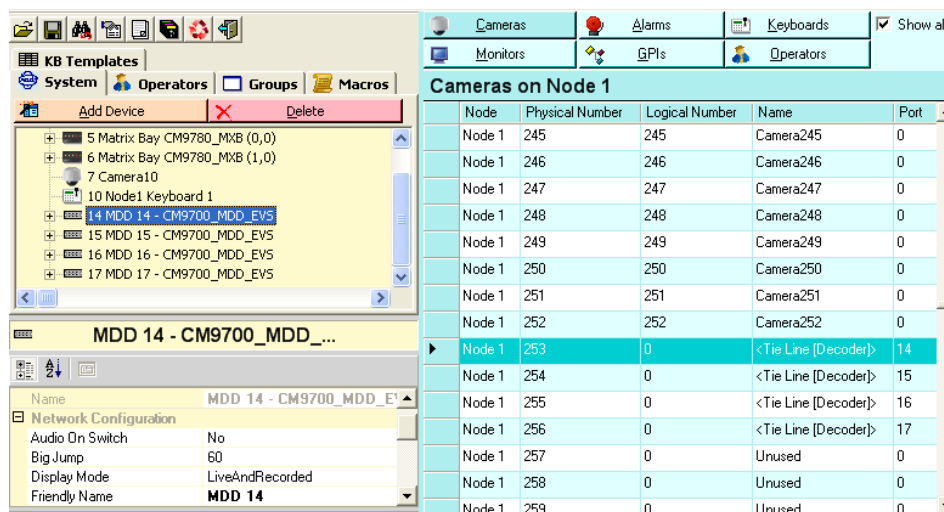 KB Templates
System Operators Groups Macros
Add Device Delete
5 Matrix Bay CM9780_MXB (0,0)
6 Matrix Bay CM9780_MXB (1,0)
7 Camera10
10 Node1 Keyboard 1
14 MDD 14 - CM9700_MDD_EVS
15 MDD 15 - CM9700_MDD_EVS
16 MDD 16 - CM9700_MDD_EVS
17 MDD 17 - CM9700_MDD_EVS
MDD 14 - CM9700_MDD_...
Name MDD 14 - CM9700_MDD_E
Network Configuration
Audio On Switch No
Big Jump 60
Display Mode LiveAndRecorded
Friendly Name MDD 14
Cameras Alarms Keyboards Show al
Monitors GPIs Operators
Cameras on Node 1
Node Physical Number Logical Number Name Port
Node 1 245 245 Camera245 0
Node 1 246 246 Camera246 0
Node 1 247 247 Camera247 0
Node 1 248 248 Camera248 0
Node 1 249 249 Camera249 0
Node 1 250 250 Camera250 0
Node 1 251 251 Camera251 0
Node 1 252 252 Camera252 0
Node 1 253 0 <Tie Line [Decoder]> 14
Node 1 254 0 <Tie Line [Decoder]> 15
Node 1 255 0 <Tie Line [Decoder]> 16
Node 1 256 0 <Tie Line [Decoder]> 17
Node 1 257 0 Unused 0
Node 1 258 0 Unused 0
Node 1 259 0 Unused 0